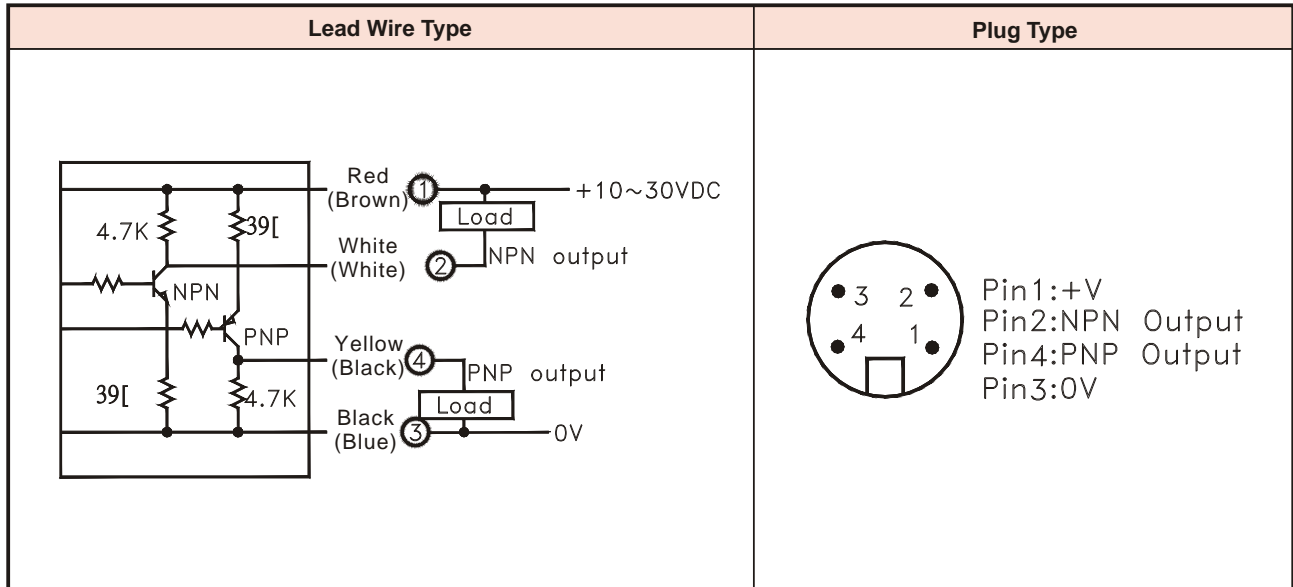 Lead Wire Type
Plug Type
Red
(Brown)
1
+10~30VDC
4.7K
39[
Load
White
(White)
2
NPN output
NPN
PNP
Yellow
(Black)
4
PNP output
39[
4.7K
Load
Black
(Blue)
3
0V
3 2
4 1
Pin1:+V
Pin2:NPN Output
Pin4:PNP Output
Pin3:0V